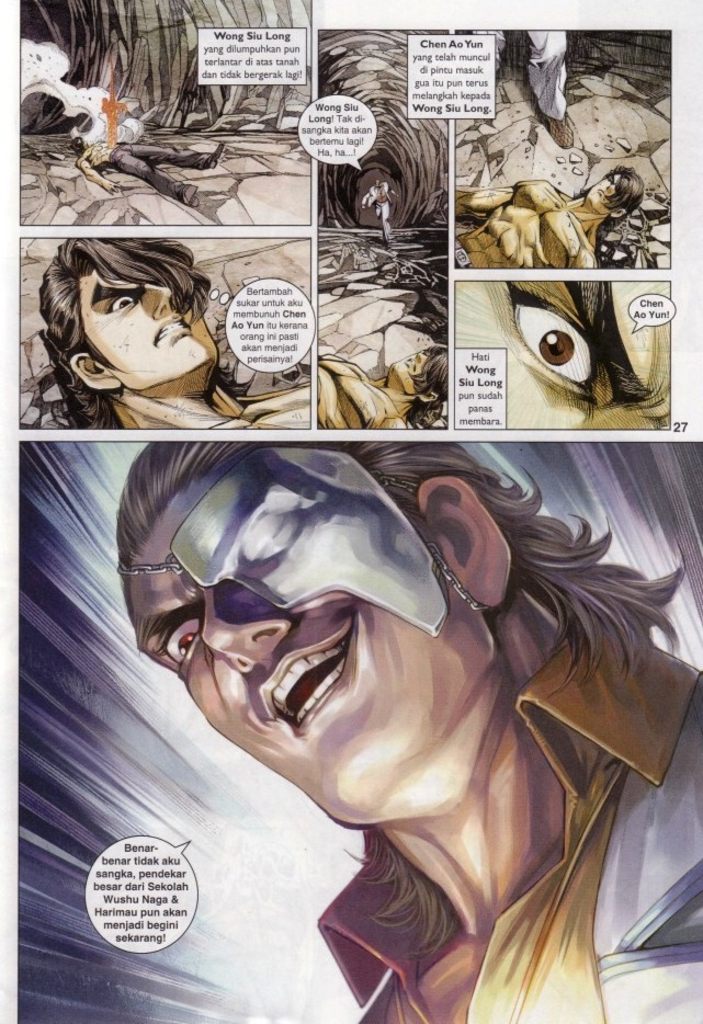 Wong Siu Long
yang dilumpuhkan pun
terlantar di atas tanah
dan tidak bergerak lagi!
Wong Siu
Long! Tak di-
sangka kita akan
bertemu lagi!
Ha, ha...!
Chen Ao Yun
yang telah muncul
di pintu masuk
gua itu pun terus
melangkah kepada
Wong Siu Long.
Bertambah
sukar untuk aku
membunuh Chen
Ao Yun itu kerana
orang ini pasti
akan menjadi
perisainya!
Chen
Ao Yun!
Hati
Wong
Siu Long
pun sudah
panas
membara.
27
Benar-
benar tidak aku
sangka, pendekar
besar dari Sekolah
Wushu Naga &
Harimau pun akan
menjadi begini
sekarang!